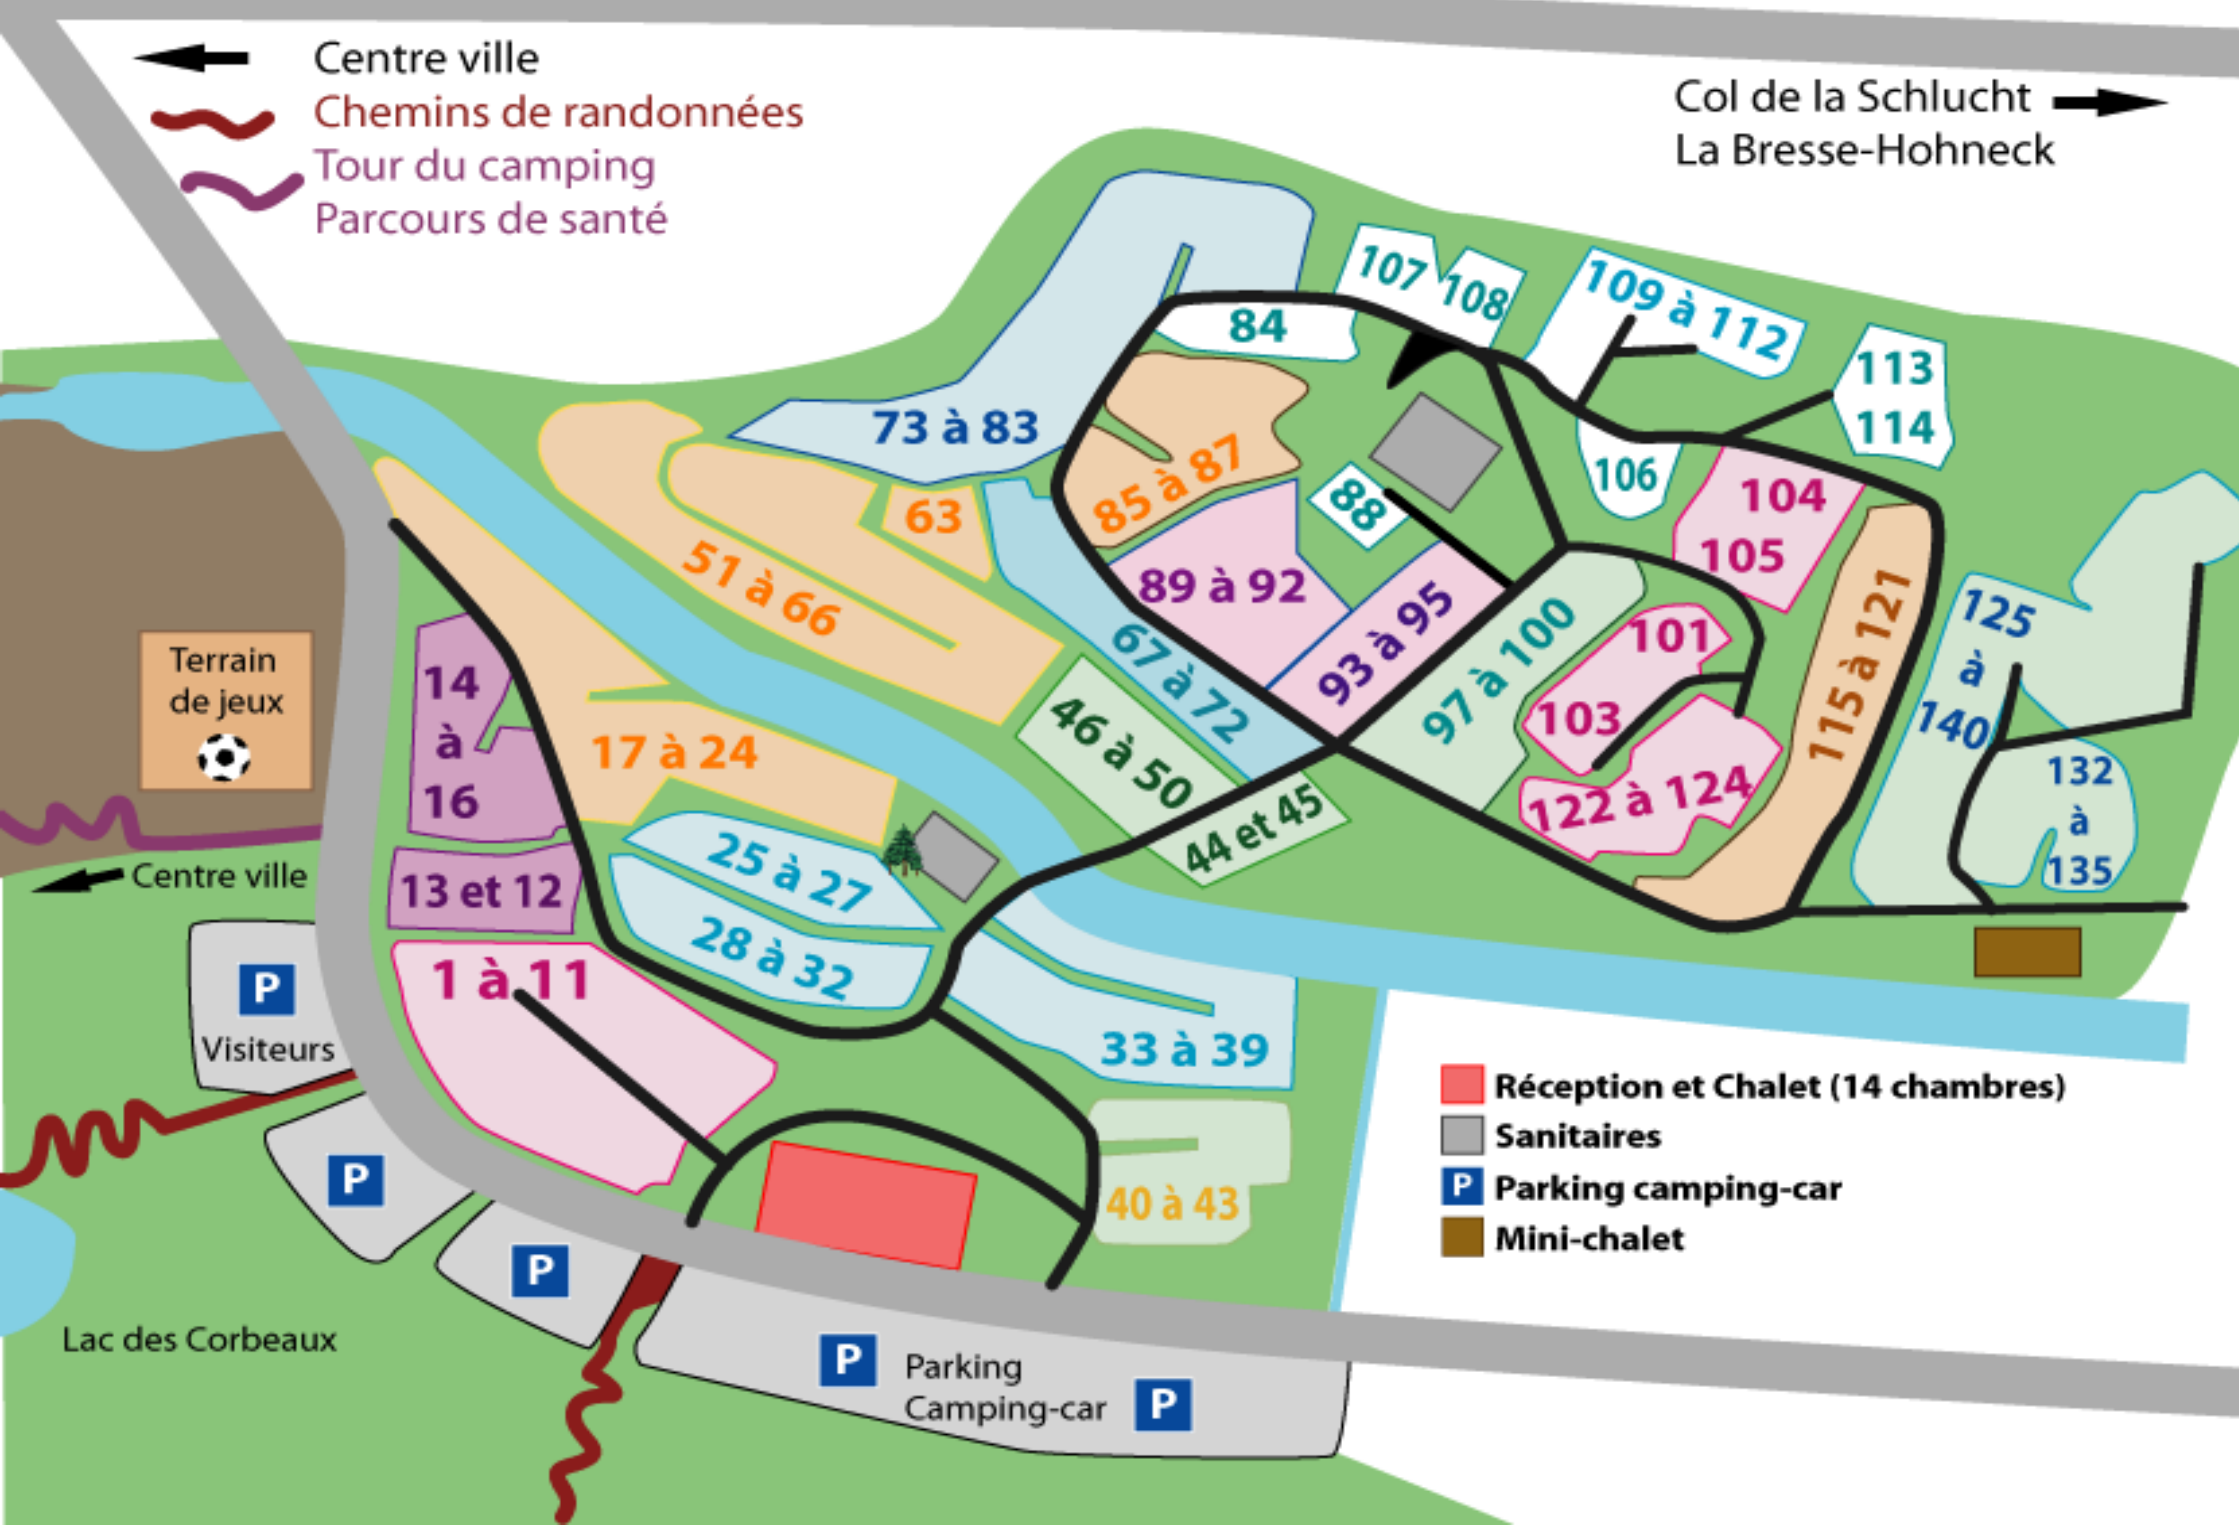 Centre ville
Chemins de randonnées
Tour du camping
Parcours de santé
Col de la Schlucht
La Bresse-Hohneck
107
108
109 à 112
84
113
114
73 à 83
85 à 87
88
106
104
105
63
51 à 66
89 à 92
93 à 95
97 à 100
101
103
115 à 121
125
à
140
67 à 72
46 à 50
44 et 45
122 à 124
132
à
135
Terrain
de jeux
14
à
16
17 à 24
25 à 27
28 à 32
13 et 12
Centre ville
1 à 11
33 à 39
40 à 43
P
Visiteurs
P
P
Lac des Corbeaux
P
Parking
Camping-car
P
Réception et Chalet (14 chambres)
Sanitaires
P Parking camping-car
Mini-chalet